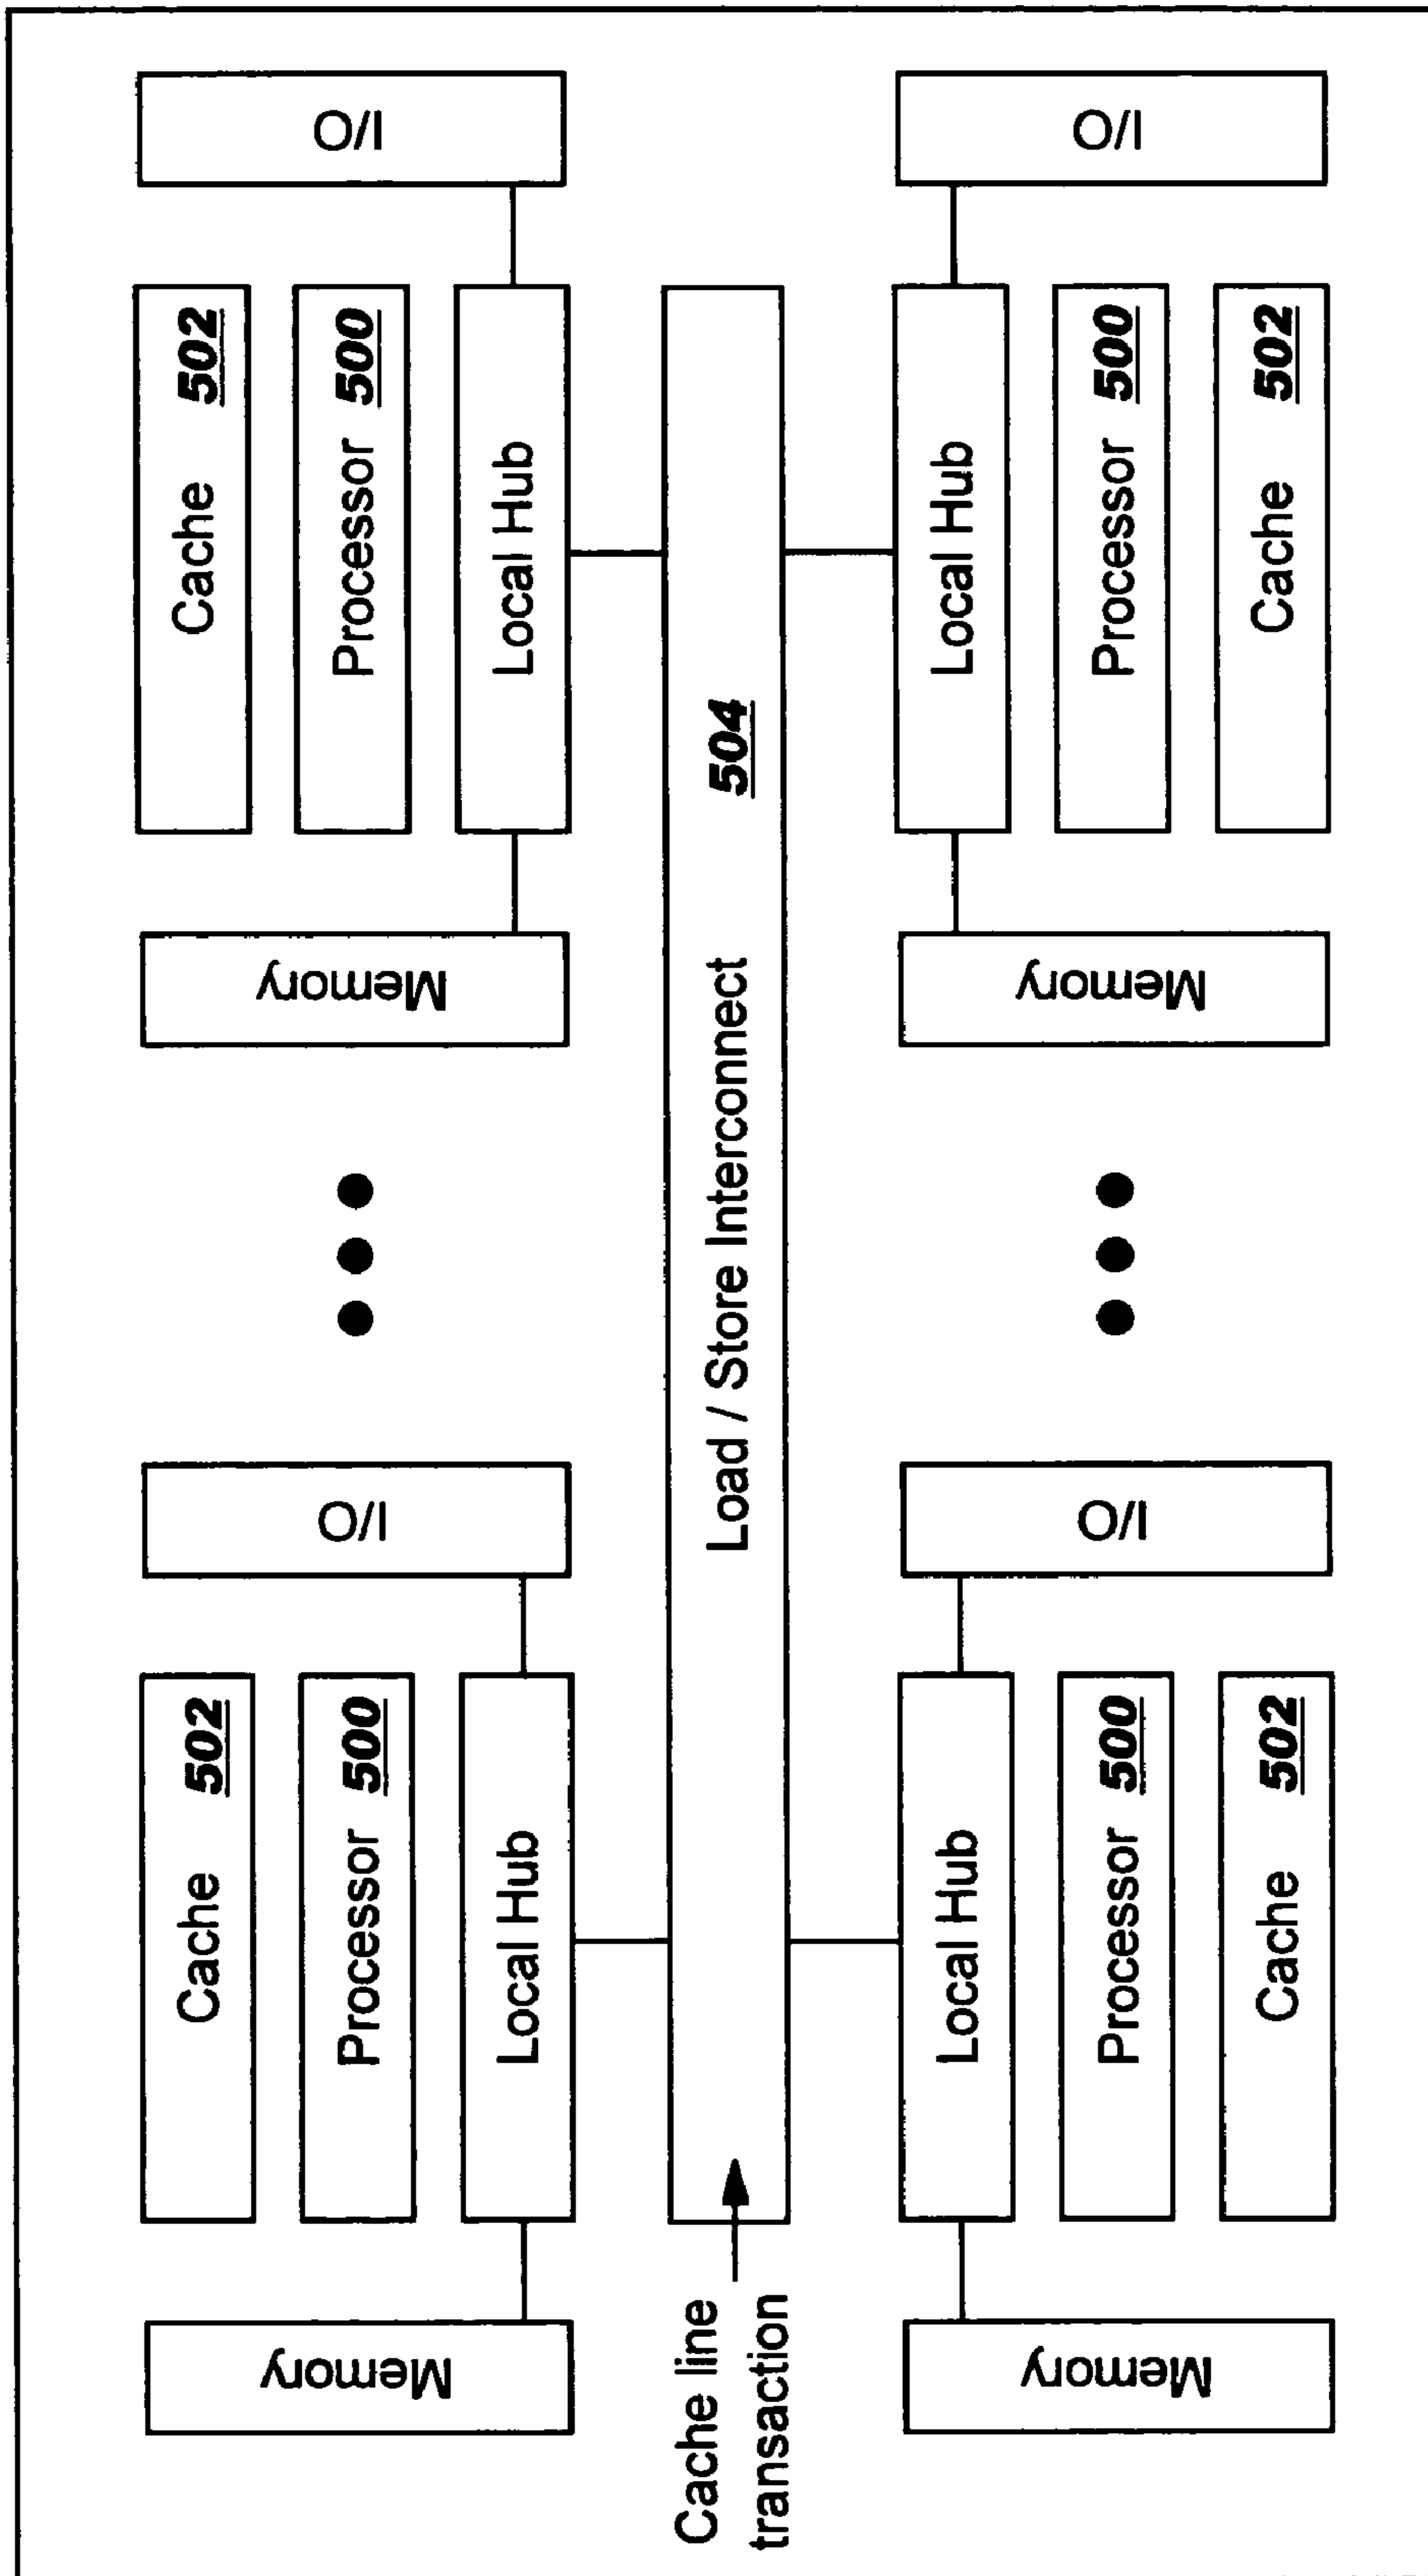 Cache 502
Processor 500
Local Hub
Memory
I/O
Cache 502
Processor 500
Local Hub
Memory
I/O
Cache line
transaction
Load / Store Interconnect 504
Memory
Local Hub
Processor 500
Cache 502
I/O
Memory
Local Hub
Processor 500
Cache 502
I/O